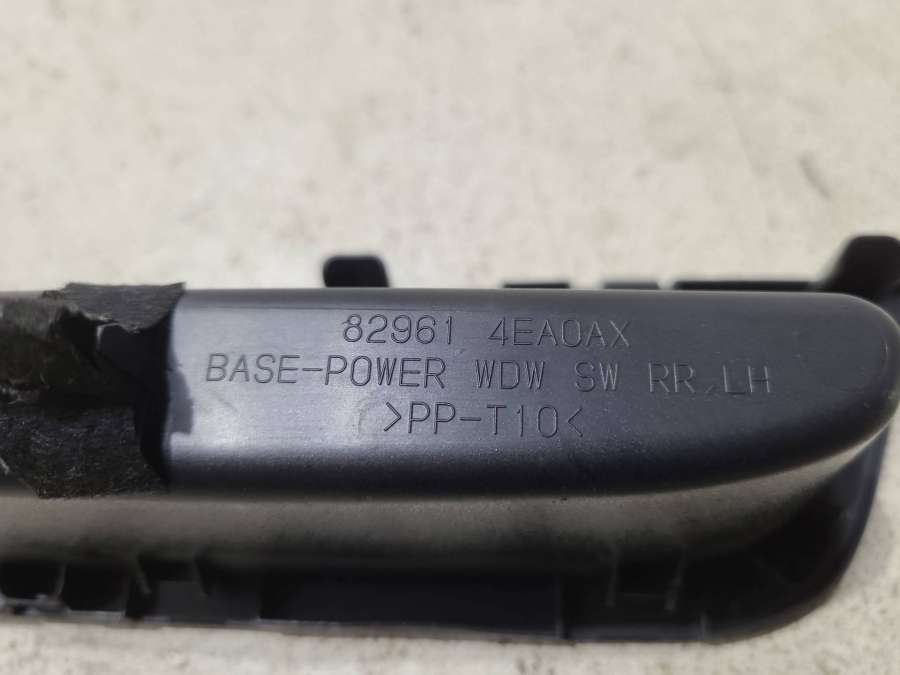 82961 4EA0AX
BASE-POWER WDW SW RR,LH
>PP-T10<